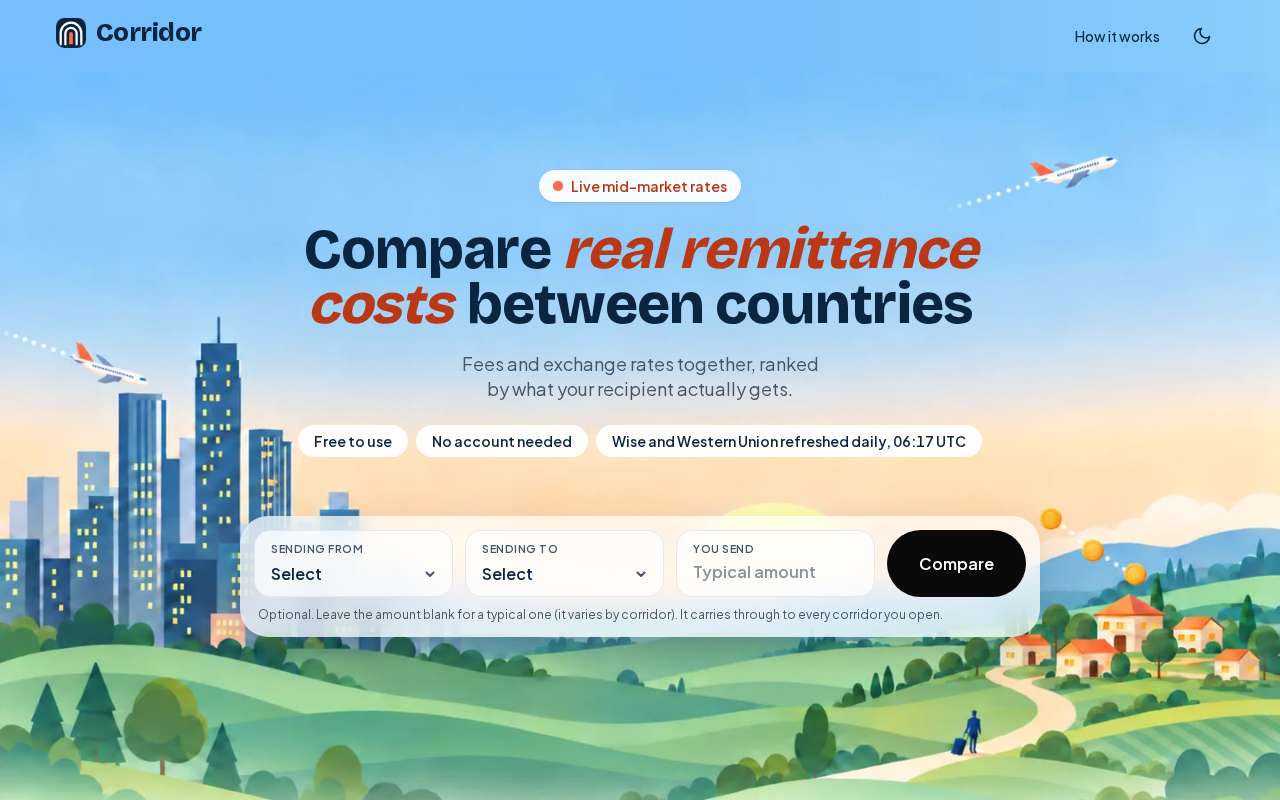 Corridor
How it works
Live mid-market rates
Compare real remittance
costs between countries
Fees and exchange rates together, ranked
by what your recipient actually gets.
Free to use
No account needed
Wise and Western Union refreshed daily, 06:17 UTC
SENDING FROM
Select
SENDING TO
Select
YOU SEND
Typical amount
Compare
Optional. Leave the amount blank for a typical one (it varies by corridor). It carries through to every corridor you open.